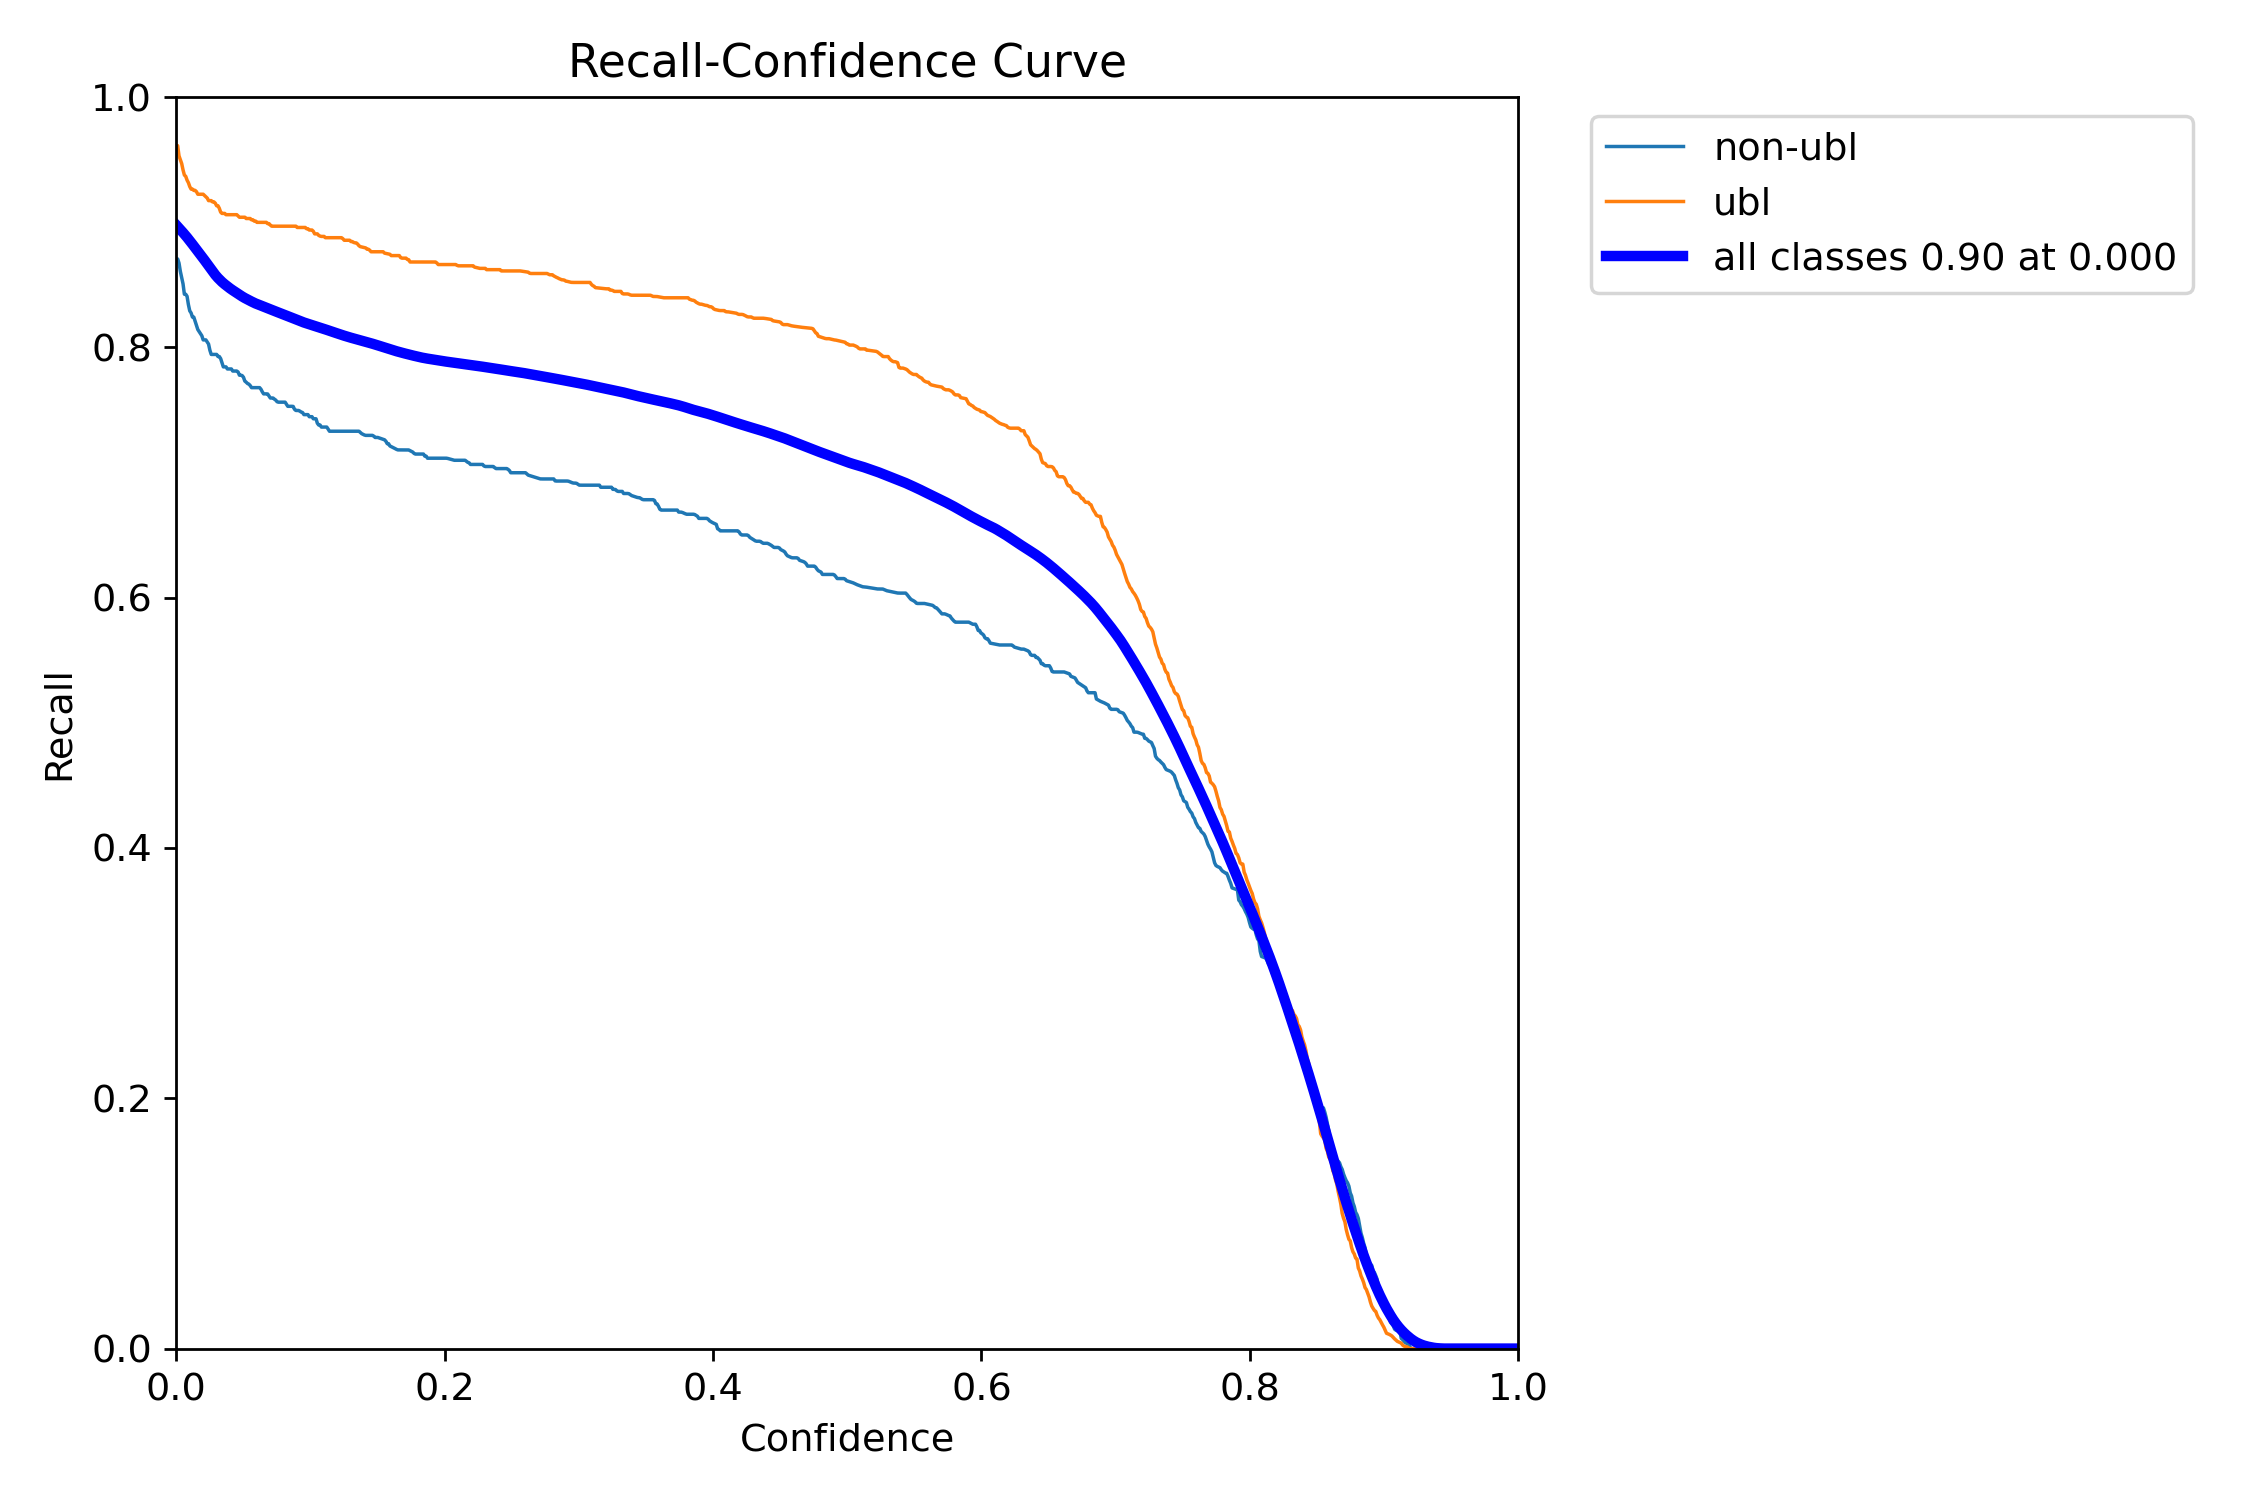 Recall-Confidence Curve
1.0
0.8
0.6
0.4
0.2
0.0
Recall
0.0 0.2 0.4 0.6 0.8 1.0
Confidence
non-ubl
ubl
all classes 0.90 at 0.000